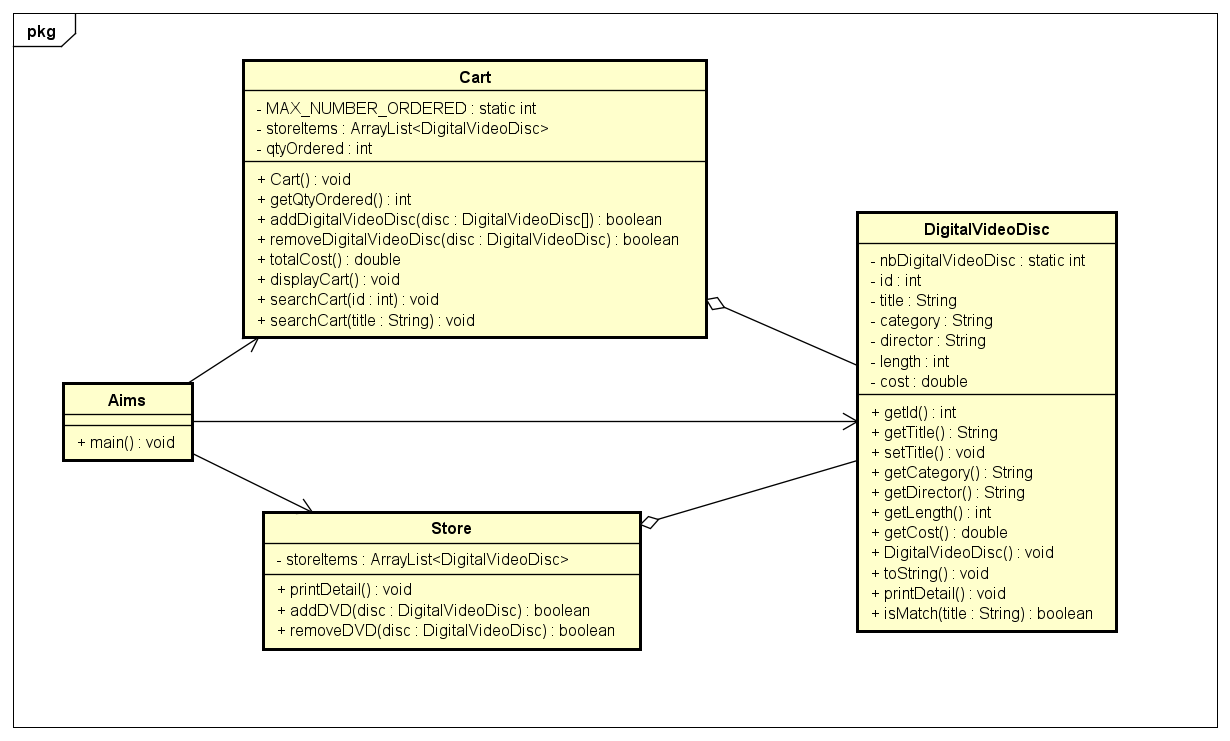 pkg
Cart
- MAX_NUMBER_ORDERED : static int
- storeItems : ArrayList<DigitalVideoDisc>
- qtyOrdered : int
+ Cart() : void
+ getQtyOrdered() : int
+ addDigitalVideoDisc(disc : DigitalVideoDisc[]) : boolean
+ removeDigitalVideoDisc(disc : DigitalVideoDisc) : boolean
+ totalCost() : double
+ displayCart() : void
+ searchCart(id : int) : void
+ searchCart(title : String) : void
DigitalVideoDisc
- nbDigitalVideoDisc : static int
- id : int
- title : String
- category : String
- director : String
- length : int
- cost : double
+ getId() : int
+ getTitle() : String
+ setTitle() : void
+ getCategory() : String
+ getDirector() : String
+ getLength() : int
+ getCost() : double
+ DigitalVideoDisc() : void
+ toString() : void
+ printDetail() : void
+ isMatch(title : String) : boolean
Aims
+ main() : void
Store
- storeItems : ArrayList<DigitalVideoDisc>
+ printDetail() : void
+ addDVD(disc : DigitalVideoDisc) : boolean
+ removeDVD(disc : DigitalVideoDisc) : boolean